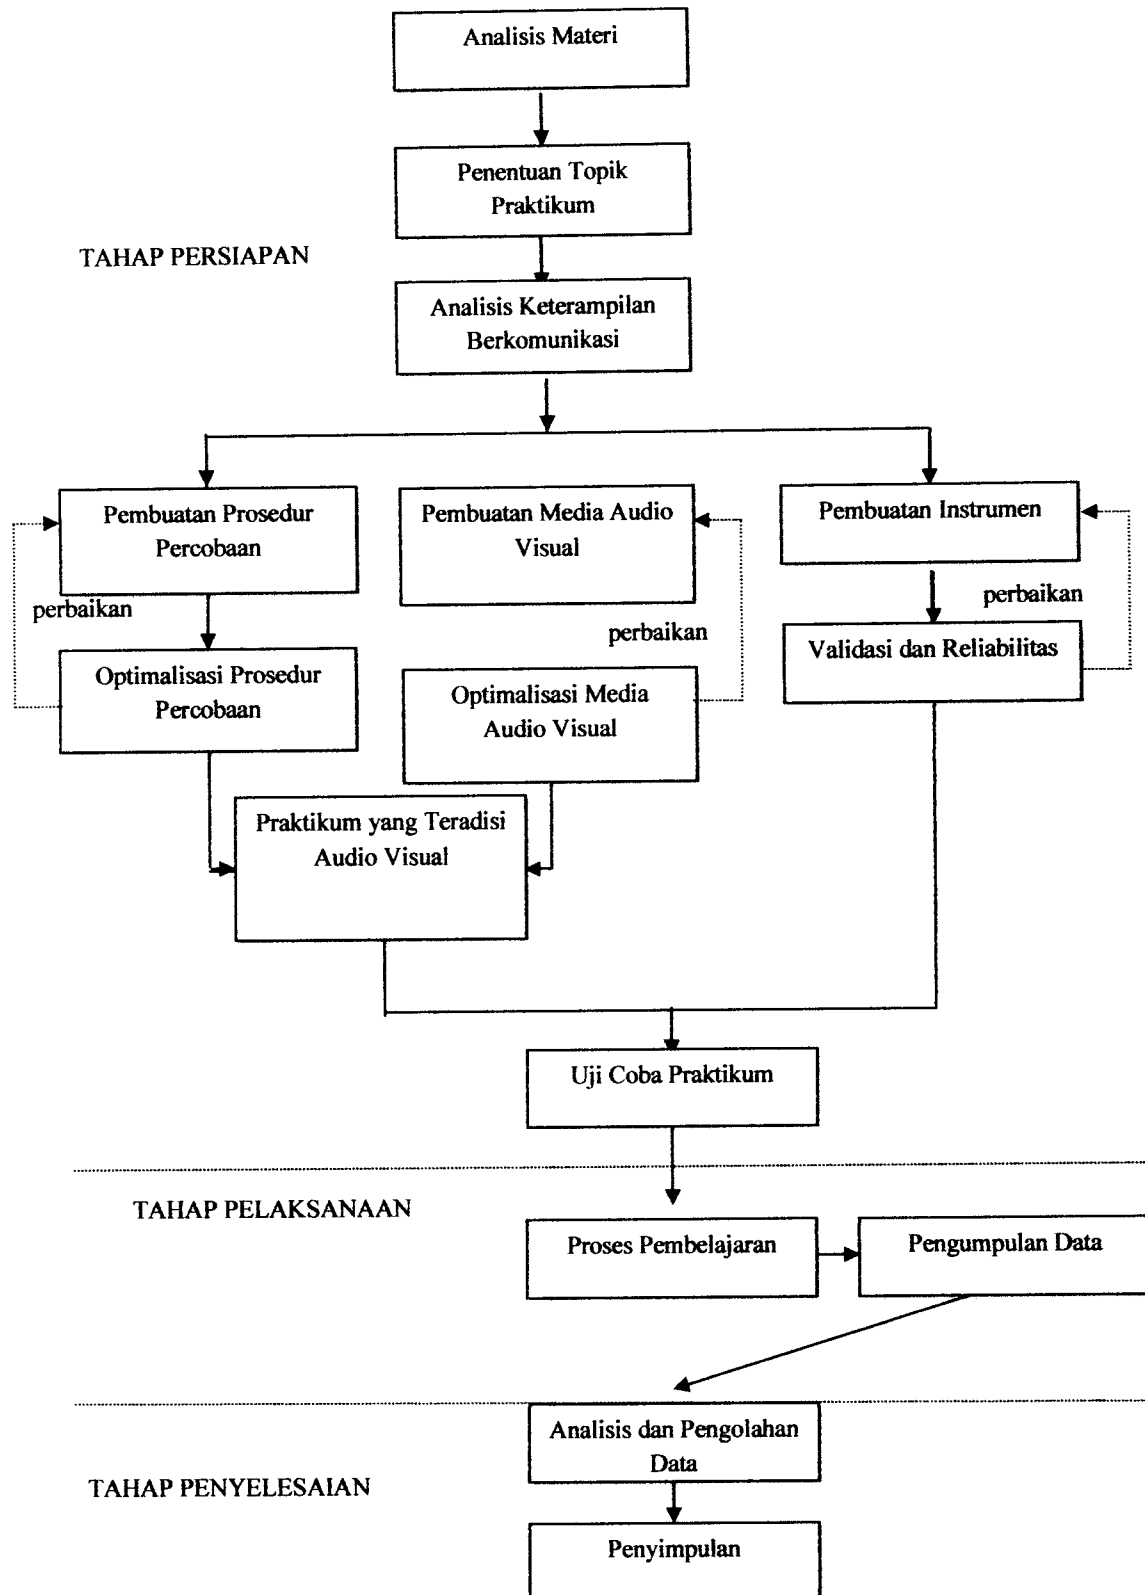 Analisis Materi
Penentuan Topik
Praktikum
TAHAP PERSIAPAN
Analisis Keterampilan
Berkomunikasi
Pembuatan Prosedur
Percobaan
Pembuatan Media Audio
Visual
Pembuatan Instrumen
perbaikan
perbaikan
perbaikan
Optimalisasi Prosedur
Percobaan
Optimalisasi Media
Audio Visual
Validasi dan Reliabilitas
Praktikum yang Teradisi
Audio Visual
Uji Coba Praktikum
TAHAP PELAKSANAAN
Proses Pembelajaran
Pengumpulan Data
Analisis dan Pengolahan
Data
TAHAP PENYELESAIAN
Penyimpulan